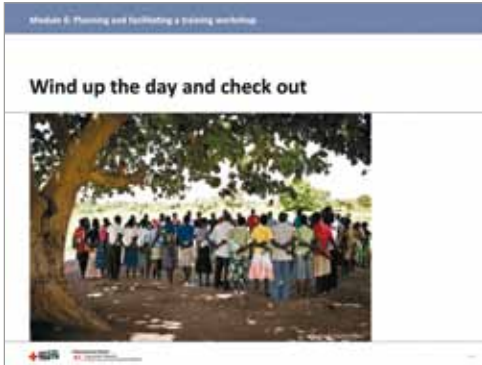 Module 6: Planning and facilitating a training workshop
Wind up the day and check out